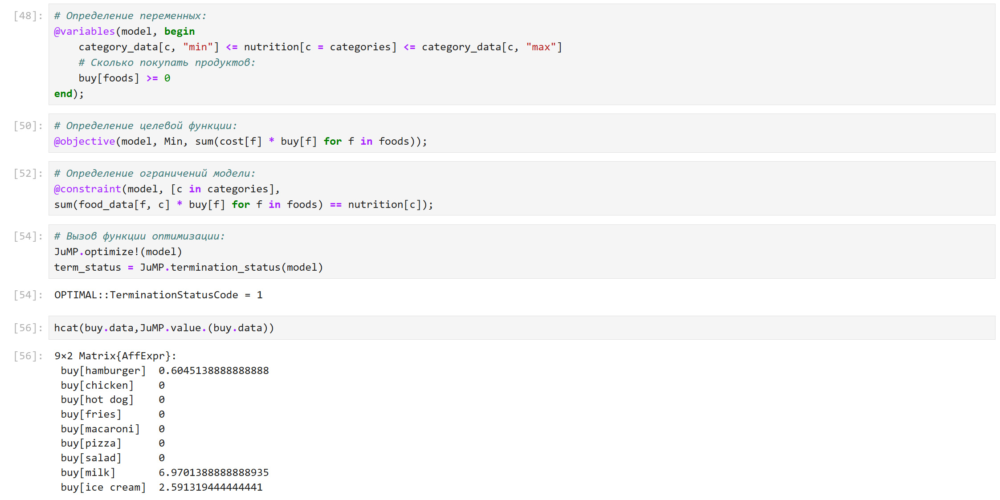 [48]: # Определение переменных:
@variables(model, begin
    category_data[c, "min"] <= nutrition[c = categories] <= category_data[c, "max"]
    # Сколько покупать продуктов:
    buy[foods] >= 0
end);
[50]: # Определение целевой функции:
@objective(model, Min, sum(cost[f] * buy[f] for f in foods));
[52]: # Определение ограничений модели:
@constraint(model, [c in categories],
sum(food_data[f, c] * buy[f] for f in foods) == nutrition[c]);
[54]: # Вызов функции оптимизации:
JuMP.optimize!(model)
term_status = JuMP.termination_status(model)
[54]: OPTIMAL::TerminationStatusCode = 1
[56]: hcat(buy.data,JuMP.value.(buy.data))
[56]: 9×2 Matrix{AffExpr}:
 buy[hamburger]  0.6045138888888888
 buy[chicken]    0
 buy[hot dog]    0
 buy[fries]      0
 buy[macaroni]   0
 buy[pizza]      0
 buy[salad]      0
 buy[milk]       6.9701388888888935
 buy[ice cream]  2.591319444444441